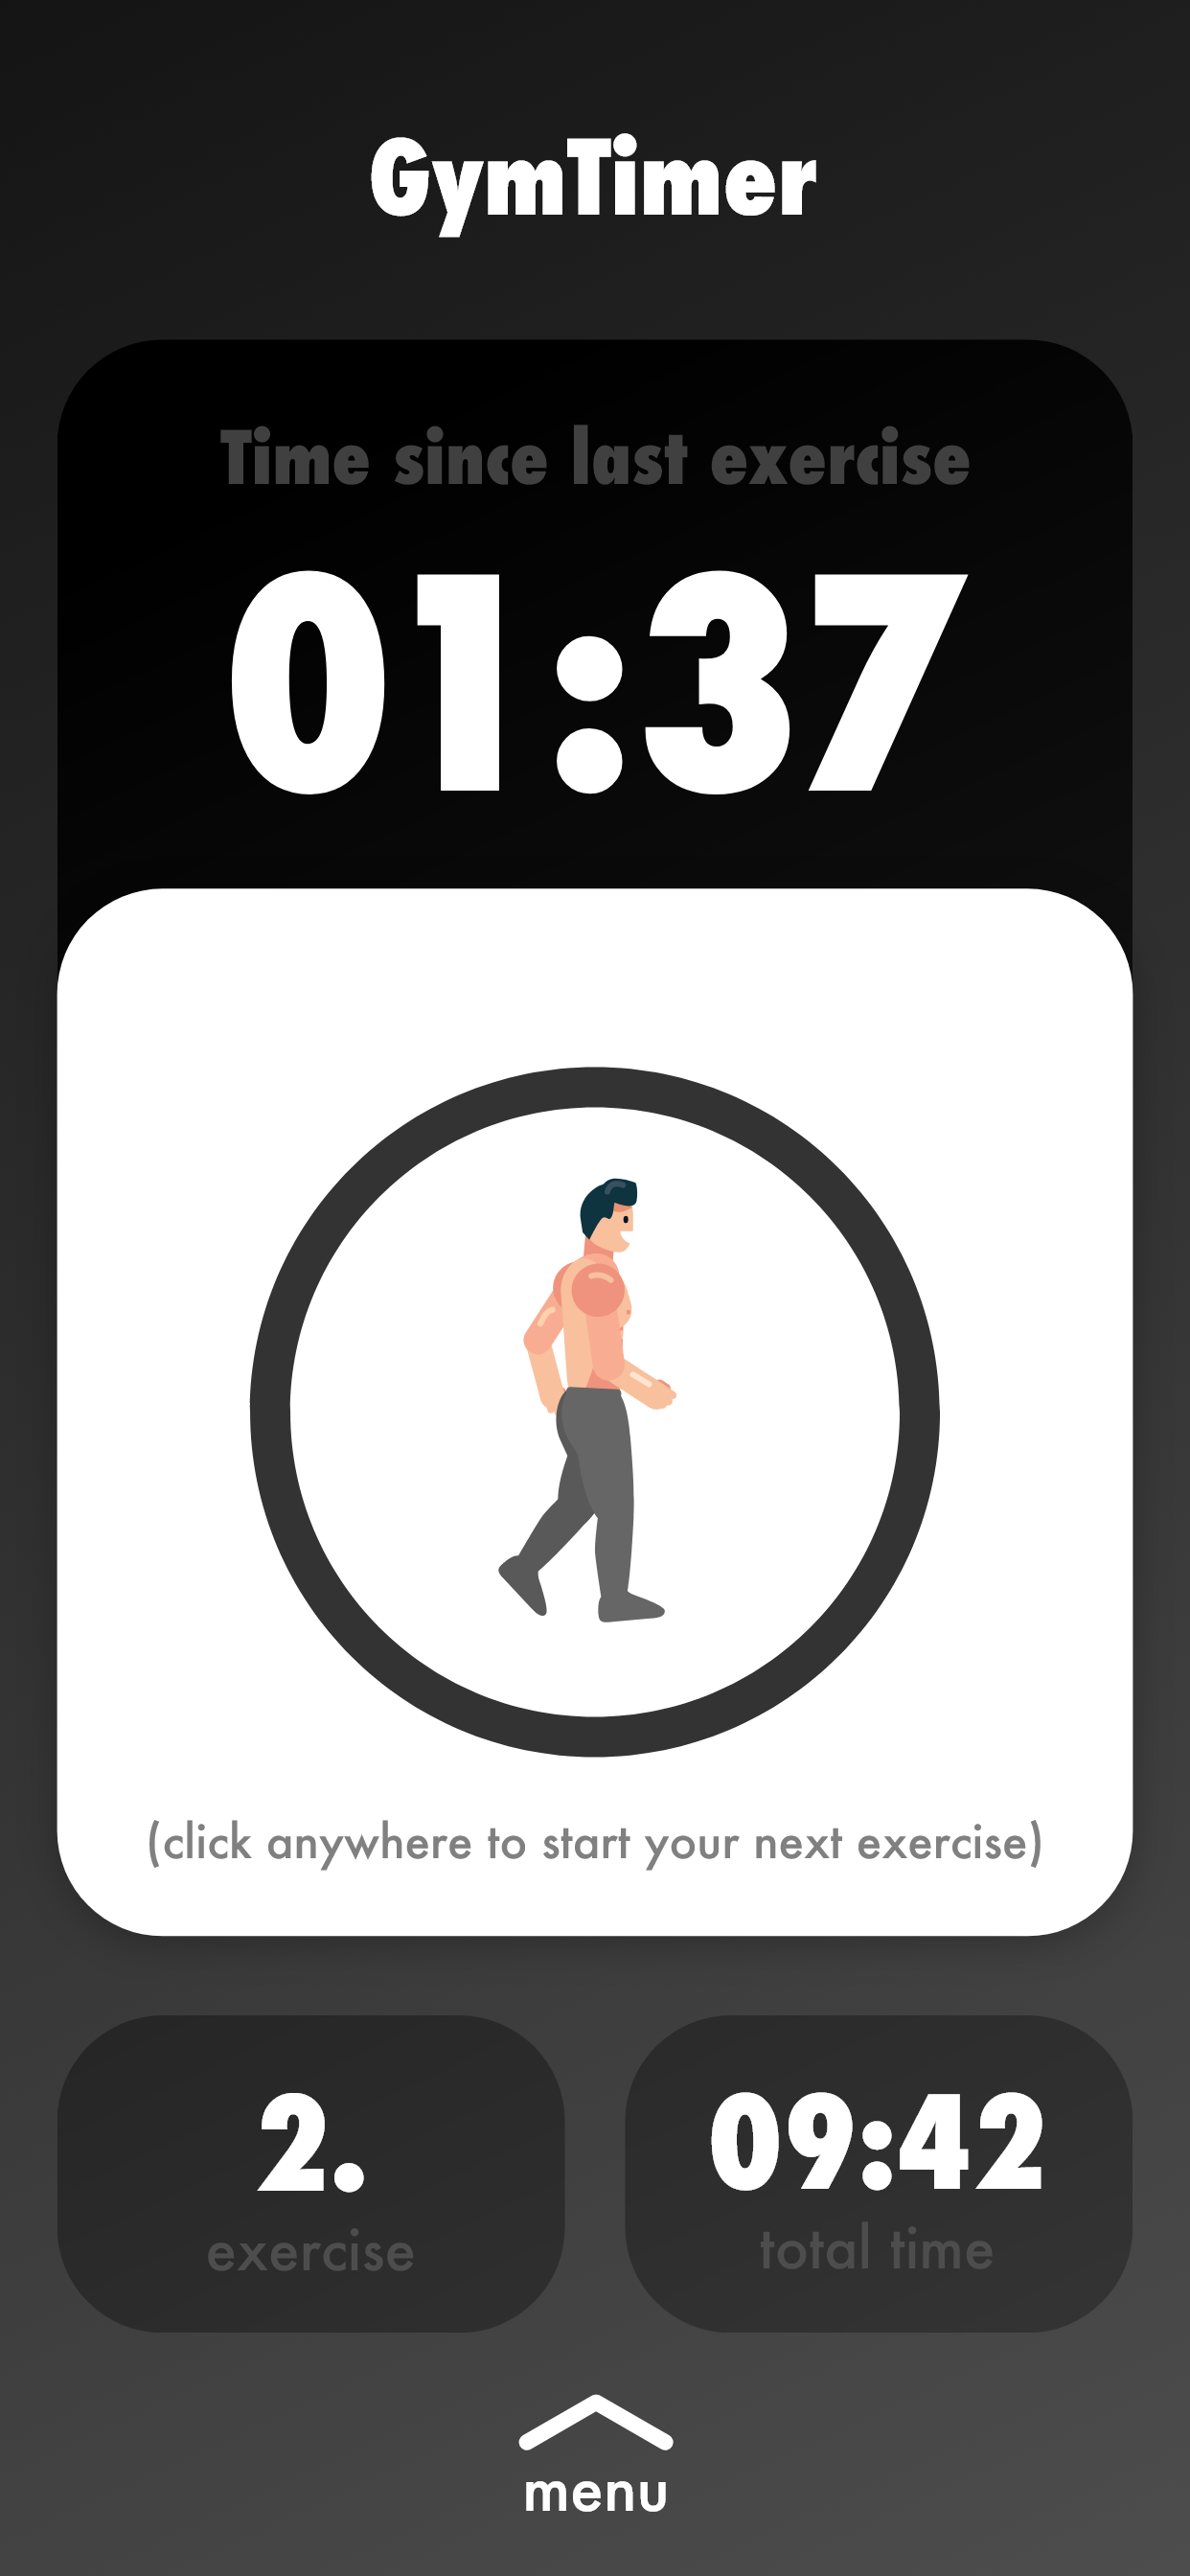 GymTimer
Time since last exercise
01:37
(click anywhere to start your next exercise)
2.
exercise
09:42
total time
menu